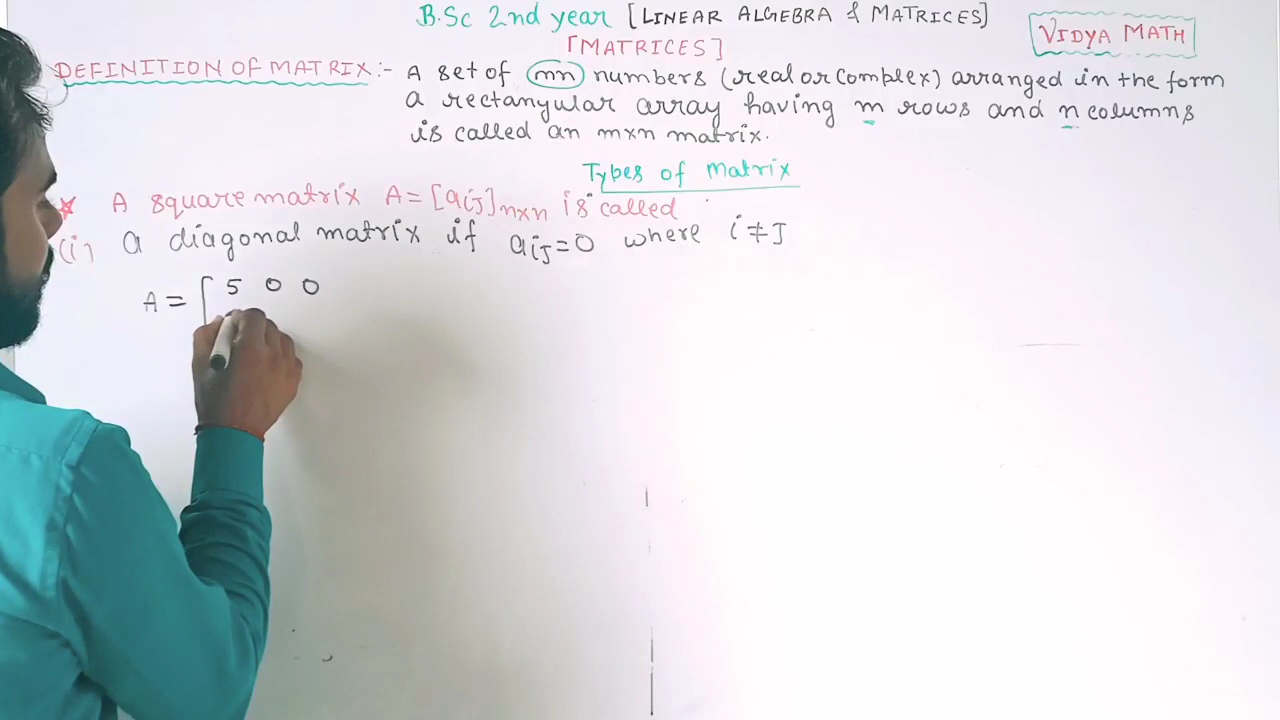 B.Sc 2nd year [LINEAR ALGEBRA & MATRICES]
VIDYA MATH
[MATRICES]
DEFINITION OF MATRIX :- A set of mn numbers (real or complex) arranged in the form
a rectangular array having m rows and n columns
is called an mxn matrix.
Types of Matrix
★ A square matrix A = [aij]nxn is called
(i) a diagonal matrix if aij=0 where i≠j
A = [ 5 0 0